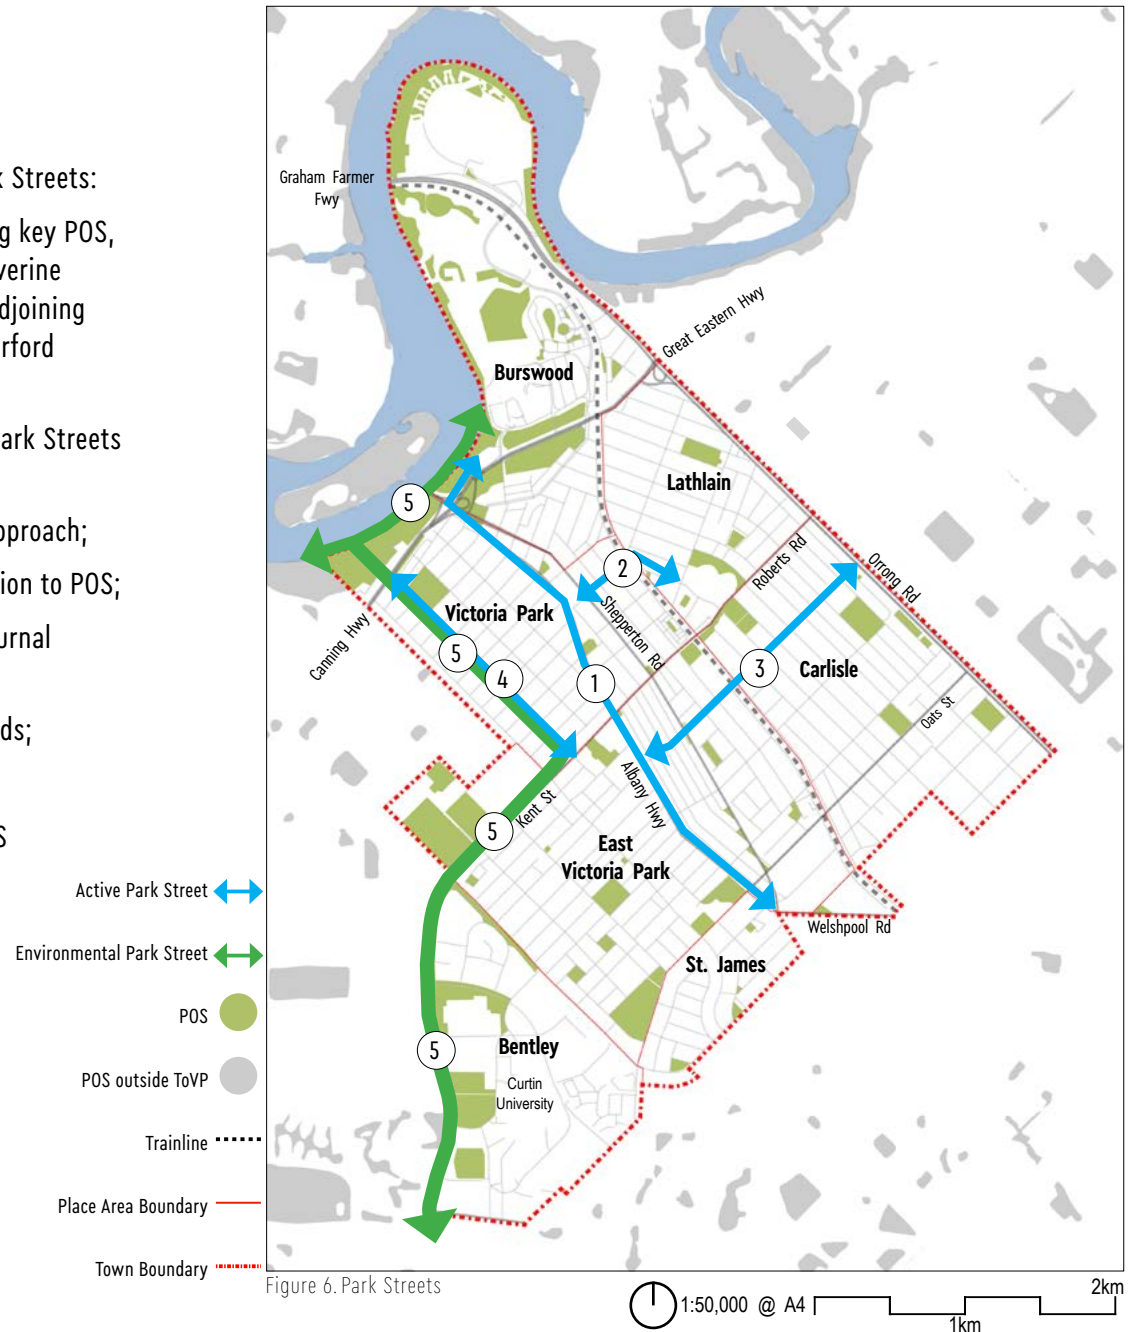 k Streets:
g key POS,
verine
djoining
rford
ark Streets
pproach;
ion to POS;
urnal
ds;
s
Active Park Street
Environmental Park Street
POS
POS outside ToVP
Trainline
Place Area Boundary
Town Boundary
Graham Farmer
Fwy
Great Eastern Hwy
Burswood
Lathlain
5
2
Roberts Rd
Orrong Rd
Shepperton Rd
Victoria Park
Canning Hwy
5
4
1
3
Carlisle
Oats St
Albany Hwy
Kent St
5
East
Victoria Park
Welshpool Rd
St. James
5
Bentley
Curtin
University
Figure 6. Park Streets
1:50,000 @ A4
1km
2km